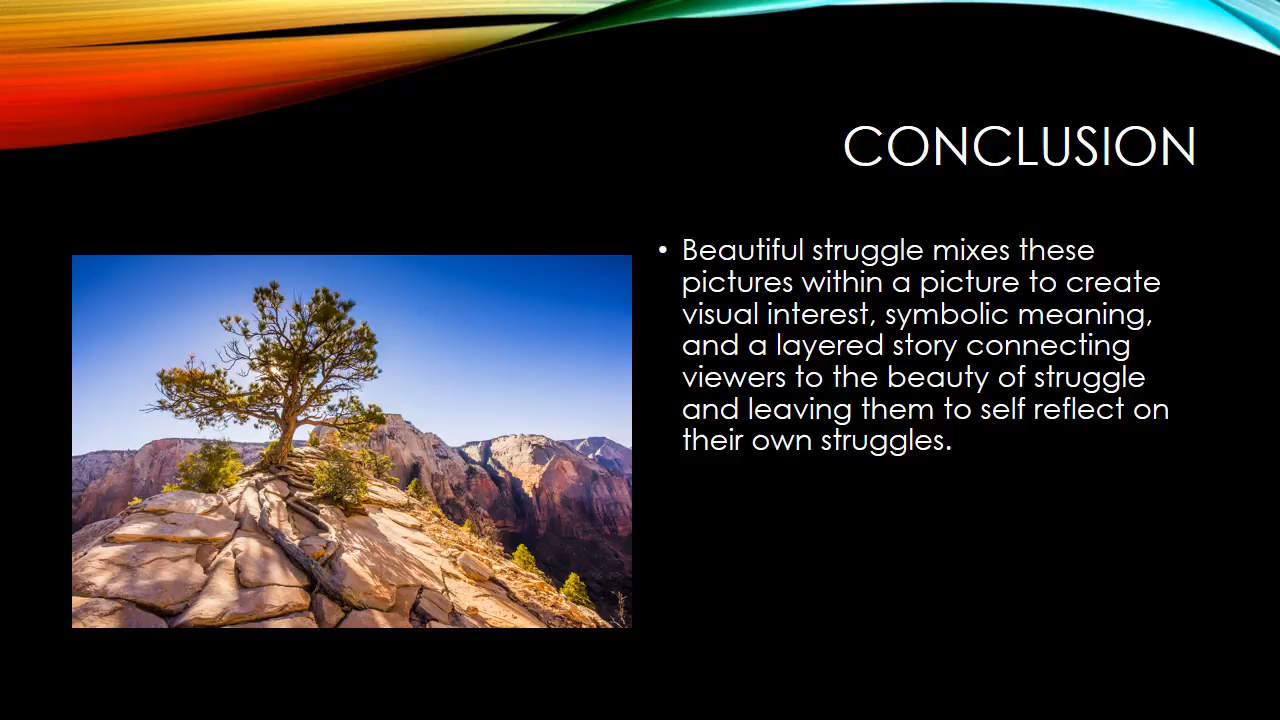 CONCLUSION
• Beautiful struggle mixes these
pictures within a picture to create
visual interest, symbolic meaning,
and a layered story connecting
viewers to the beauty of struggle
and leaving them to self reflect on
their own struggles.